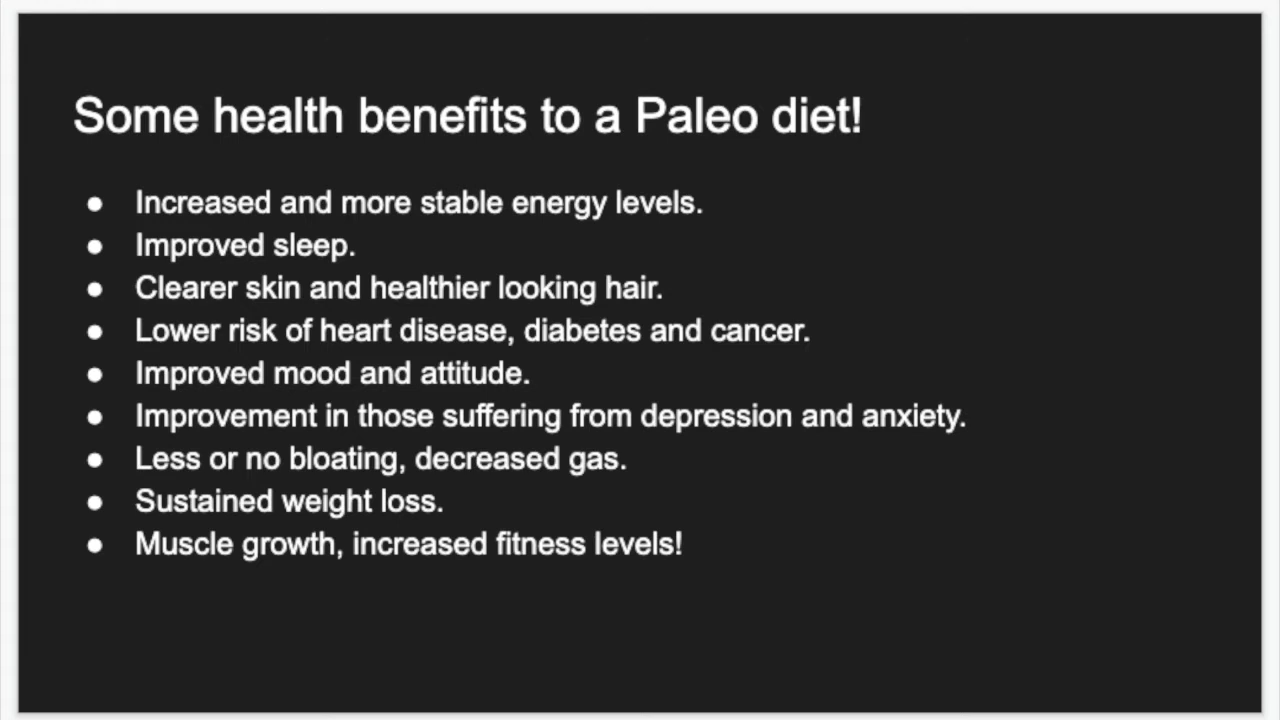 Some health benefits to a Paleo diet!
● Increased and more stable energy levels.
● Improved sleep.
● Clearer skin and healthier looking hair.
● Lower risk of heart disease, diabetes and cancer.
● Improved mood and attitude.
● Improvement in those suffering from depression and anxiety.
● Less or no bloating, decreased gas.
● Sustained weight loss.
● Muscle growth, increased fitness levels!